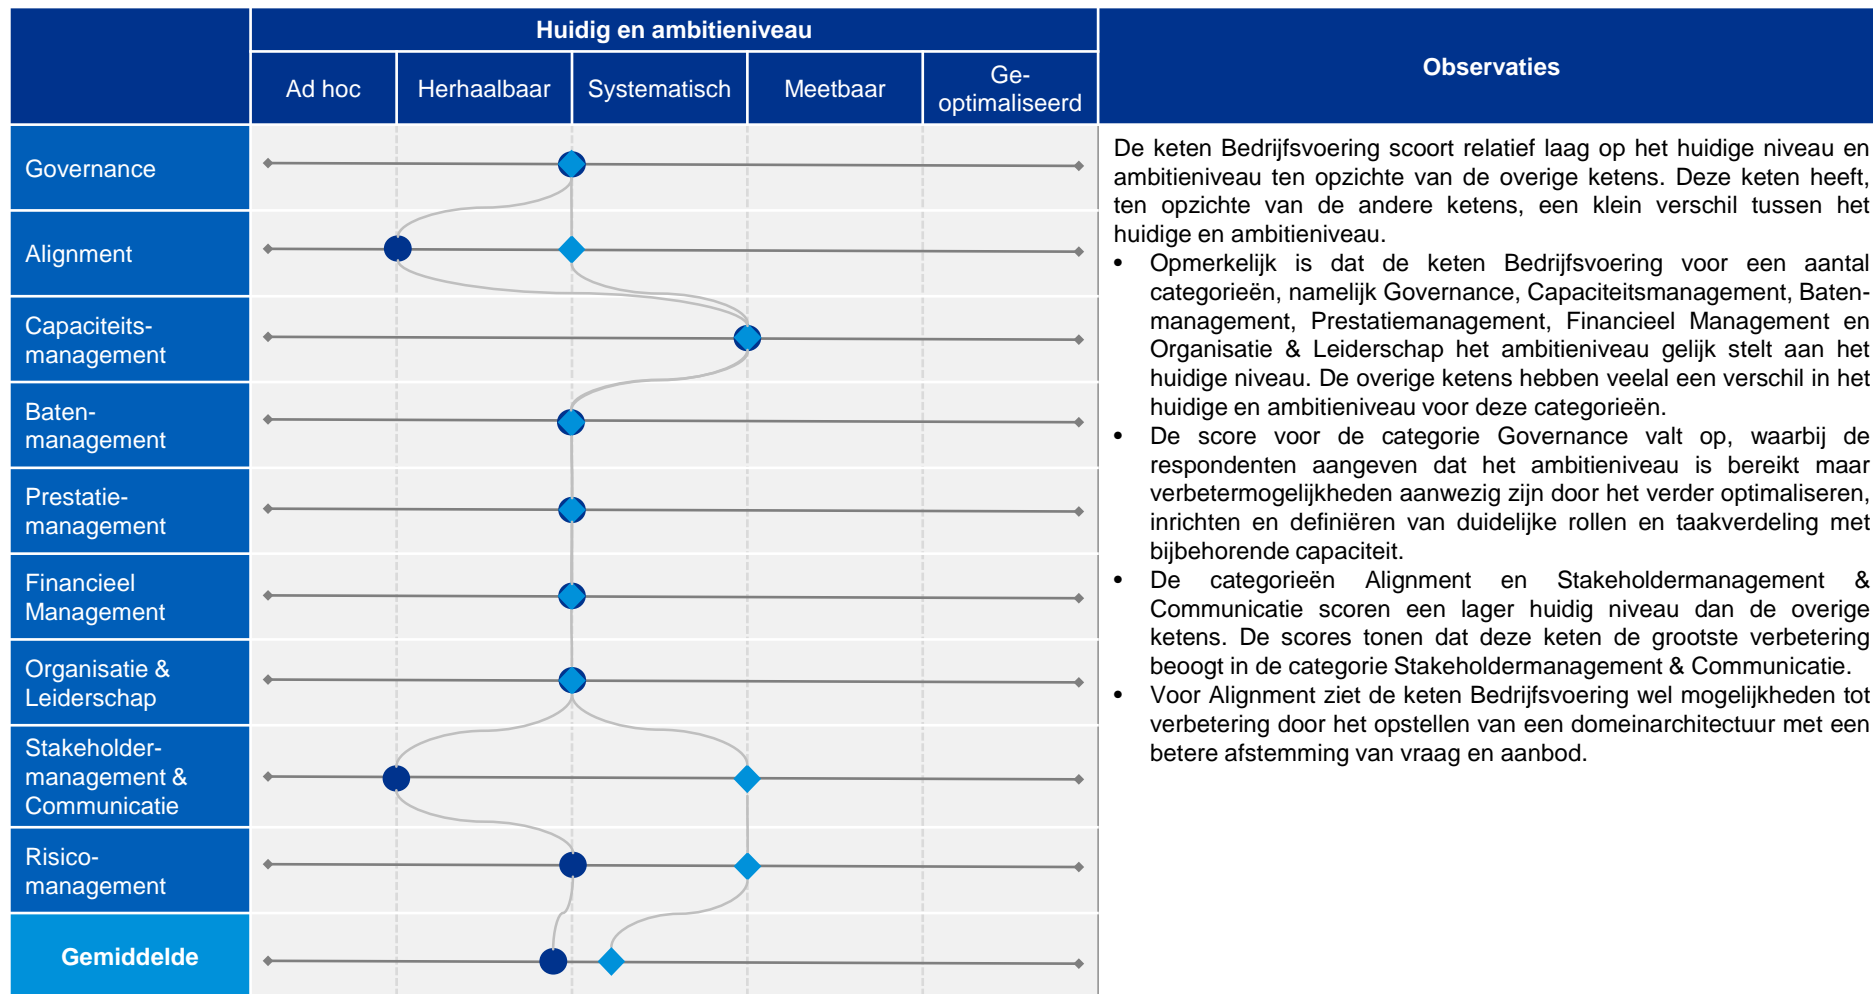 Huidig en ambitieniveau
Observaties
Ad hoc
Herhaalbaar
Systematisch
Meetbaar
Ge-
optimaliseerd
Governance
Alignment
Capaciteits-
management
Baten-
management
Prestatie-
management
Financieel
Management
Organisatie &
Leiderschap
Stakeholder-
management &
Communicatie
Risico-
management
Gemiddelde
De keten Bedrijfsvoering scoort relatief laag op het huidige niveau en
ambitieniveau ten opzichte van de overige ketens. Deze keten heeft,
ten opzichte van de andere ketens, een klein verschil tussen het
huidige en ambitieniveau.
• Opmerkelijk is dat de keten Bedrijfsvoering voor een aantal
categorieën, namelijk Governance, Capaciteitsmanagement, Baten-
management, Prestatiemanagement, Financieel Management en
Organisatie & Leiderschap het ambitieniveau gelijk stelt aan het
huidige niveau. De overige ketens hebben veelal een verschil in het
huidige en ambitieniveau voor deze categorieën.
• De score voor de categorie Governance valt op, waarbij de
respondenten aangeven dat het ambitieniveau is bereikt maar
verbetermogelijkheden aanwezig zijn door het verder optimaliseren,
inrichten en definiëren van duidelijke rollen en taakverdeling met
bijbehorende capaciteit.
• De categorieën Alignment en Stakeholdermanagement &
Communicatie scoren een lager huidig niveau dan de overige
ketens. De scores tonen dat deze keten de grootste verbetering
beoogt in de categorie Stakeholdermanagement & Communicatie.
• Voor Alignment ziet de keten Bedrijfsvoering wel mogelijkheden tot
verbetering door het opstellen van een domeinarchitectuur met een
betere afstemming van vraag en aanbod.